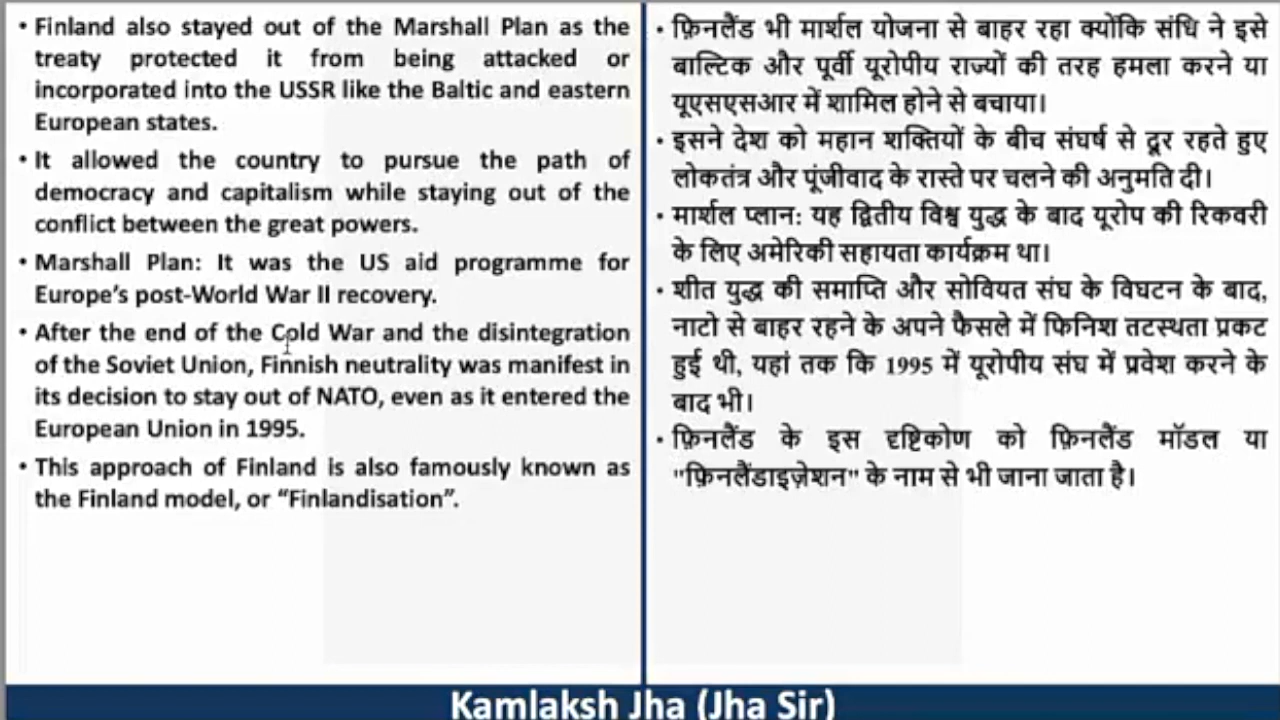 • Finland also stayed out of the Marshall Plan as the
treaty protected it from being attacked or
incorporated into the USSR like the Baltic and eastern
European states.
• It allowed the country to pursue the path of
democracy and capitalism while staying out of the
conflict between the great powers.
• Marshall Plan: It was the US aid programme for
Europe’s post-World War II recovery.
• After the end of the Cold War and the disintegration
of the Soviet Union, Finnish neutrality was manifest in
its decision to stay out of NATO, even as it entered the
European Union in 1995.
• This approach of Finland is also famously known as
the Finland model, or “Finlandisation”.
• फ़िनलैंड भी मार्शल योजना से बाहर रहा क्योंकि संधि ने इसे
बाल्टिक और पूर्वी यूरोपीय राज्यों की तरह हमला करने या
यूएसएसआर में शामिल होने से बचाया।
• इसने देश को महान शक्तियों के बीच संघर्ष से दूर रहते हुए
लोकतंत्र और पूंजीवाद के रास्ते पर चलने की अनुमति दी।
• मार्शल प्लान: यह द्वितीय विश्व युद्ध के बाद यूरोप की रिकवरी
के लिए अमेरिकी सहायता कार्यक्रम था।
• शीत युद्ध की समाप्ति और सोवियत संघ के विघटन के बाद,
नाटो से बाहर रहने के अपने फैसले में फिनिश तटस्थता प्रकट
हुई थी, यहां तक कि 1995 में यूरोपीय संघ में प्रवेश करने के
बाद भी।
• फ़िनलैंड के इस दृष्टिकोण को फ़िनलैंड मॉडल या
"फ़िनलैंडाइज़ेशन" के नाम से भी जाना जाता है।
Kamlaksh Jha (Jha Sir)